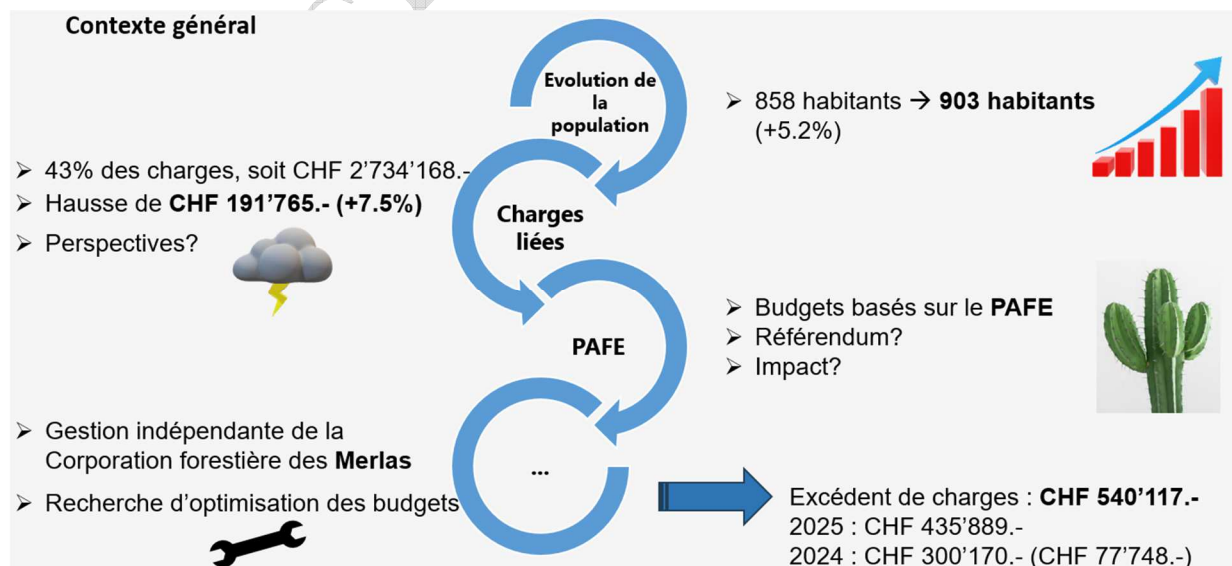 Contexte général
Evolution de
la
population
➢ 858 habitants → 903 habitants
(+5.2%)
➢ 43% des charges, soit CHF 2’734’168.-
➢ Hausse de CHF 191’765.- (+7.5%)
➢ Perspectives?
Charges
liées
➢ Budgets basés sur le PAFE
➢ Référendum?
➢ Impact?
PAFE
➢ Gestion indépendante de la
Corporation forestière des Merlas
➢ Recherche d’optimisation des budgets
...
Excédent de charges : CHF 540’117.-
2025 : CHF 435’889.-
2024 : CHF 300’170.- (CHF 77’748.-)